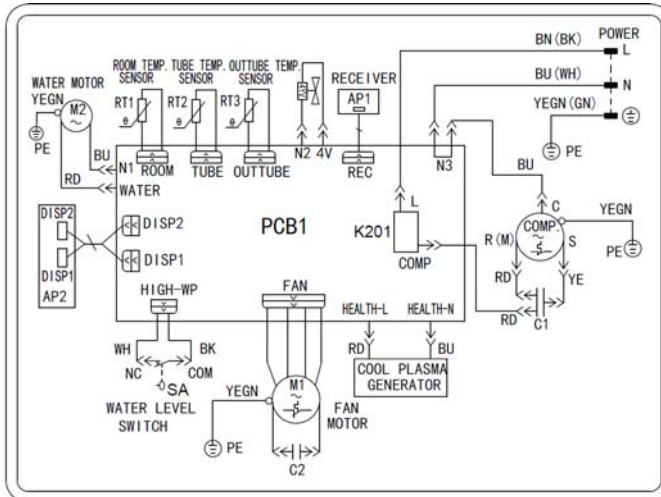 BN(BK) POWER
L
ROOM TEMP. TUBE TEMP. OUTTUBE TEMP.
SENSOR SENSOR SENSOR
RECEIVER
BU(WH)
N
WATER MOTOR
YEGN
M2
~
RT1 RT2 RT3
θ θ θ
AP1
YEGN(GN)
PE
PE
BU
N1
ROOM TUBE OUTTUBE N2 4V REC N3
BU
RD
WATER
L
C
YEGN
DISP2
DISP2
PCB1
K201
COMP.
~
R(M) S
PE
DISP1
DISP1
AP2
COMP
RD YE
HIGH-WP
FAN
HEALTH-L HEALTH-N
RD C1
WH BK
RD BU
NC COM
SA
WATER LEVEL
SWITCH
YEGN
M1
~
COOL PLASMA
GENERATOR
FAN
MOTOR
PE
C2